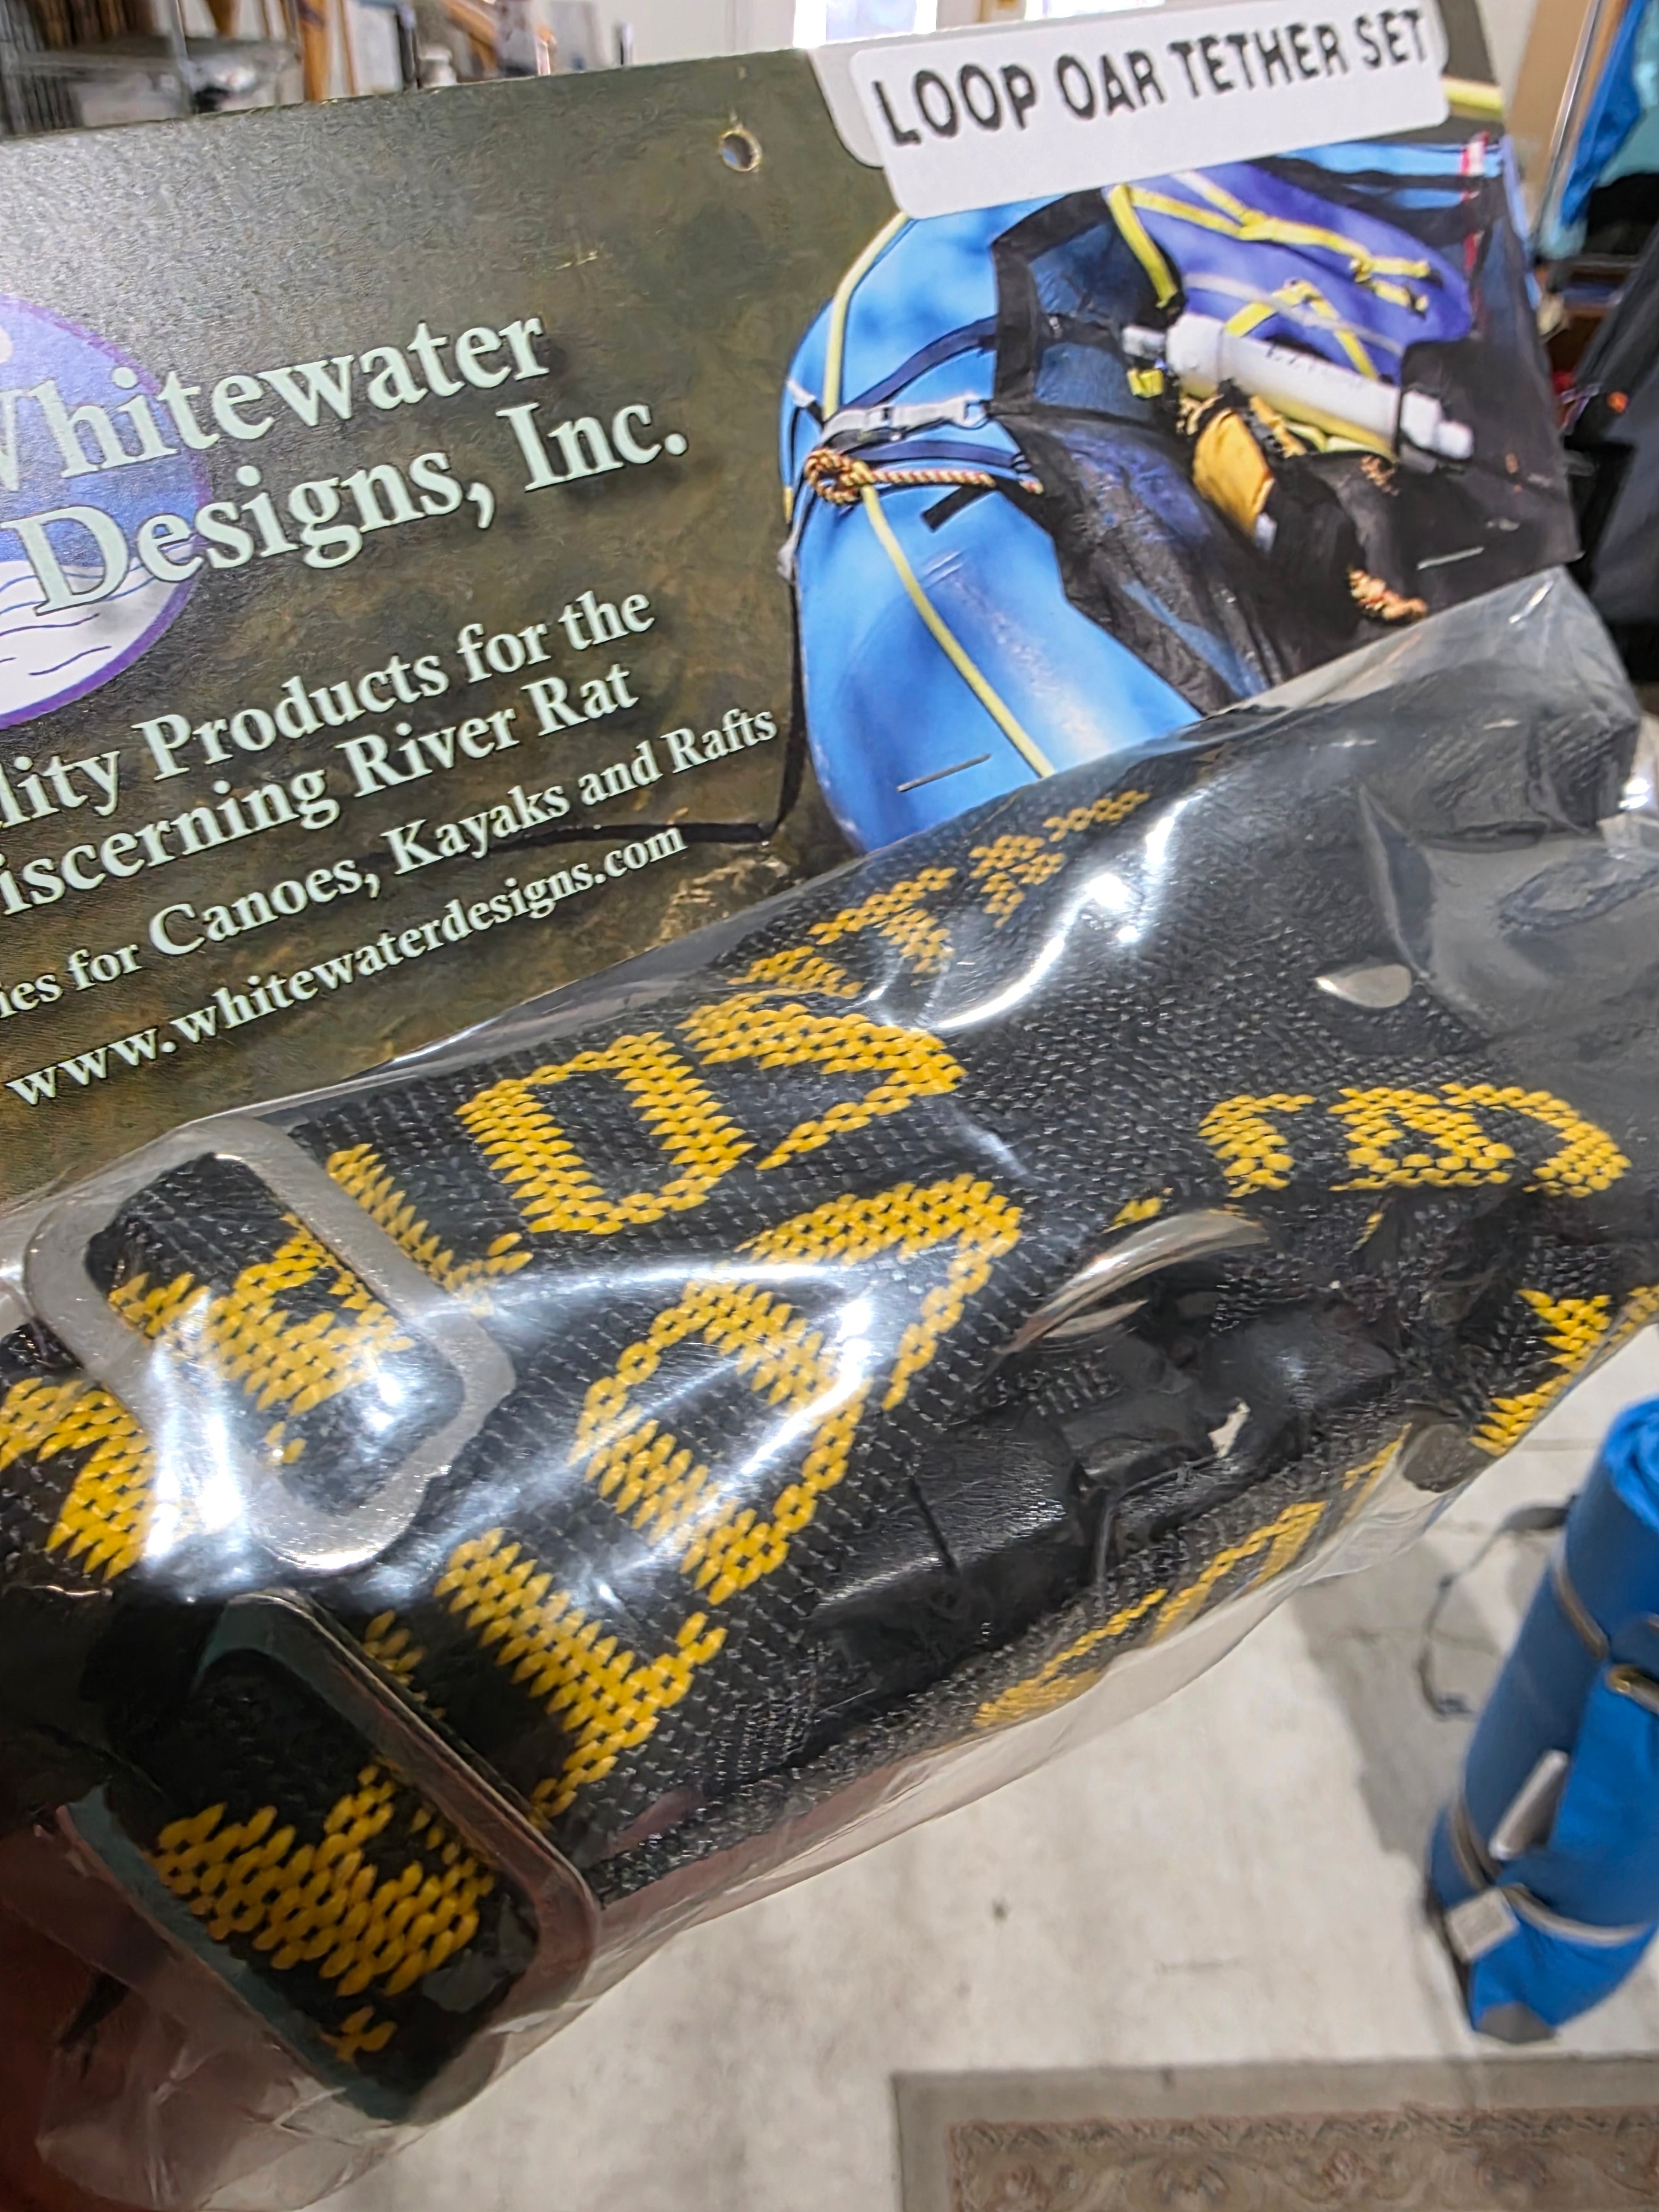 LOOP OAR TETHER SET
Whitewater
Designs, Inc.
lity Products for the
iscerning River Rat
ies for Canoes, Kayaks and Rafts
www.whitewaterdesigns.com